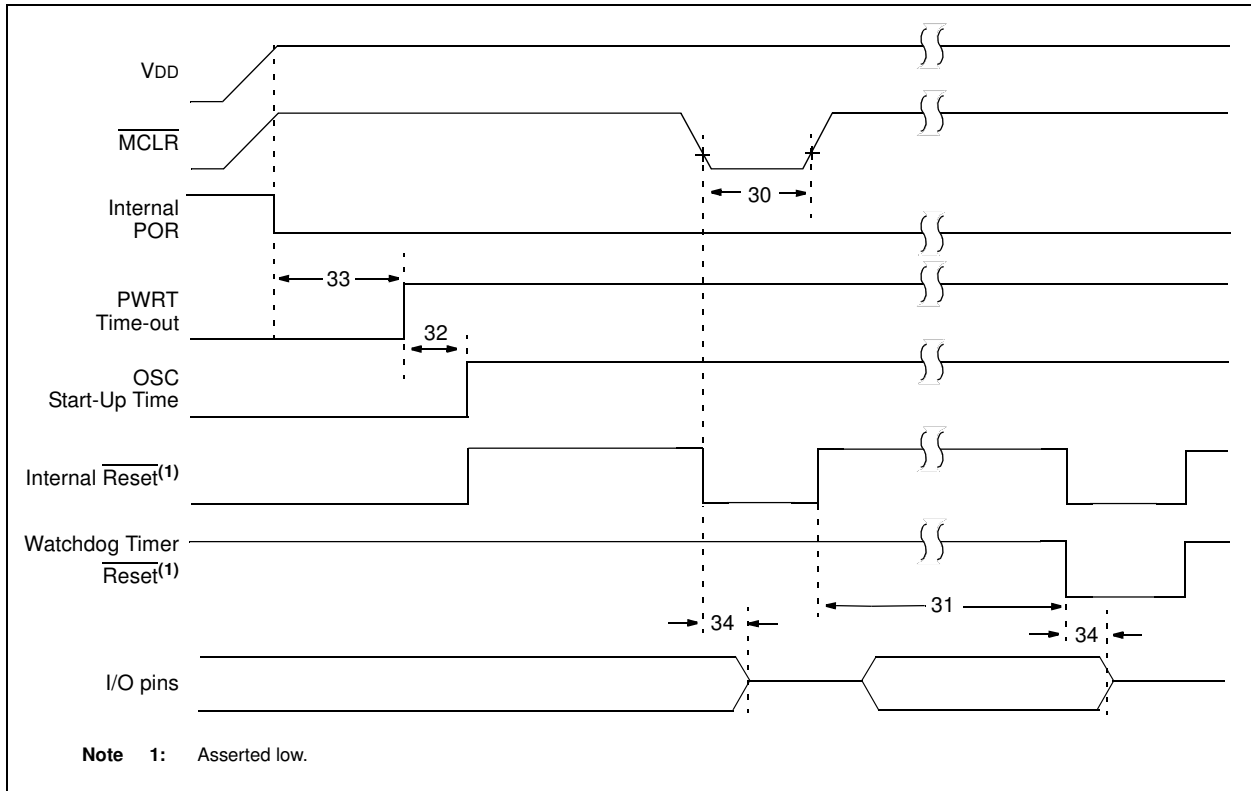 VDD
MCLR
30
Internal
POR
33
PWRT
Time-out
32
OSC
Start-Up Time
Internal Reset(1)
Watchdog Timer
Reset(1)
31
34
34
I/O pins
Note 1: Asserted low.